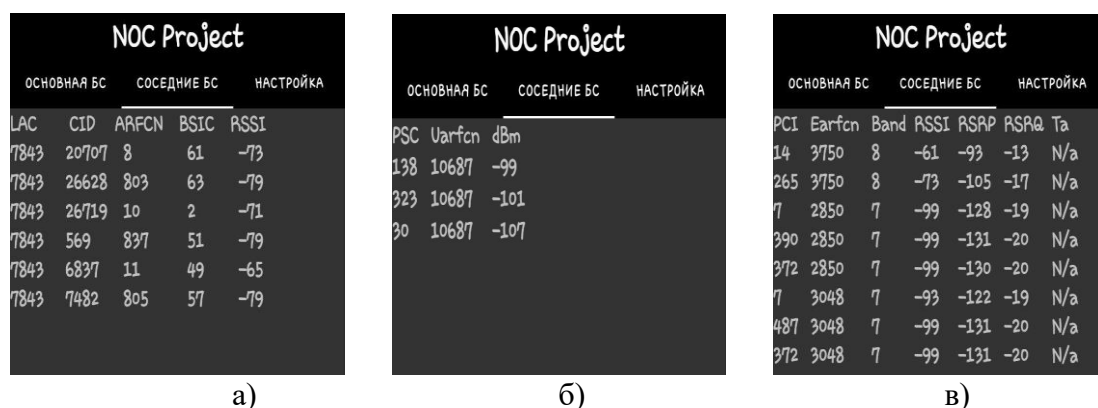 NOC Project
ОСНОВНАЯ БС СОСЕДНИЕ БС НАСТРОЙКА
LAC CID ARFCN BSIC RSSI
7843 20707 8 61 -73
7843 26628 803 63 -79
7843 26719 10 2 -71
7843 569 837 51 -79
7843 6837 11 49 -65
7843 7482 805 57 -79
а)
NOC Project
ОСНОВНАЯ БС СОСЕДНИЕ БС НАСТРОЙКА
PSC Uarfcn dBm
138 10687 -99
323 10687 -101
30 10687 -107
б)
NOC Project
ОСНОВНАЯ БС СОСЕДНИЕ БС НАСТРОЙКА
PCI Earfcn Band RSSI RSRP RSRQ Ta
14 3750 8 -61 -93 -13 N/a
265 3750 8 -73 -105 -17 N/a
7 2850 7 -99 -128 -19 N/a
390 2850 7 -99 -131 -20 N/a
372 2850 7 -99 -130 -20 N/a
7 3048 7 -93 -122 -19 N/a
487 3048 7 -99 -131 -20 N/a
372 3048 7 -99 -131 -20 N/a
в)